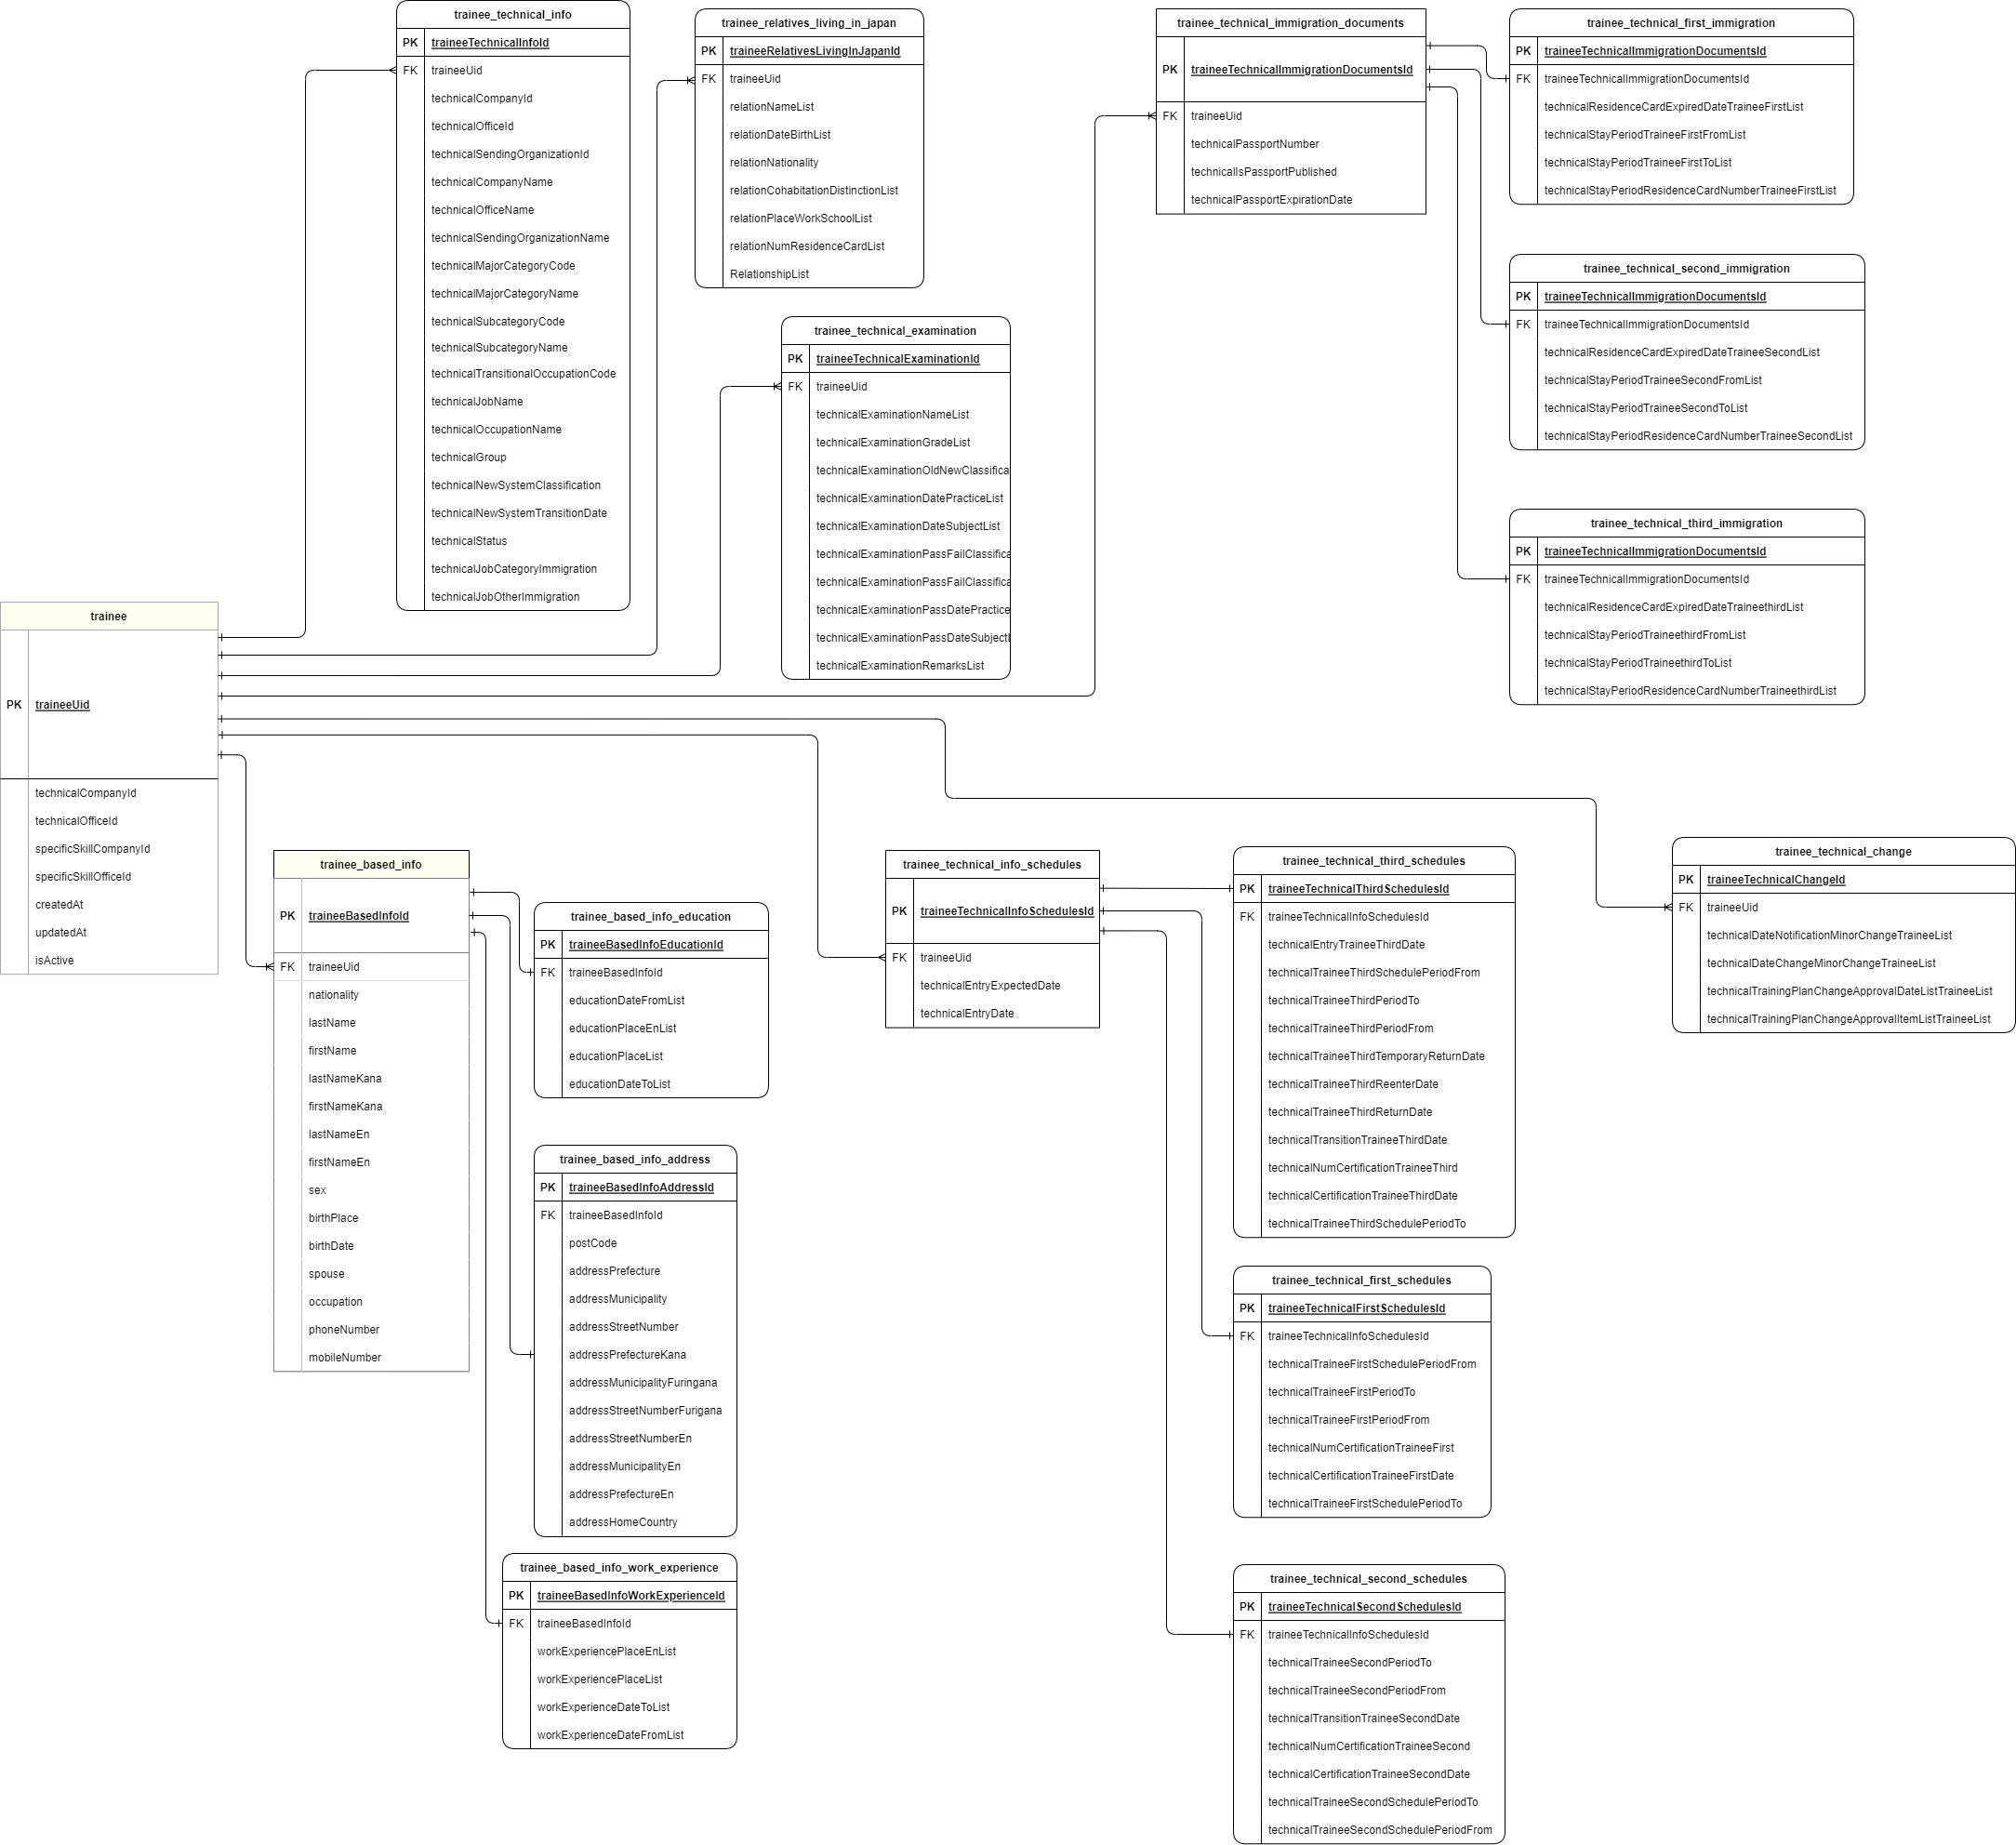 trainee_technical_info
PK traineeTechnicalInfoId
FK traineeUid
technicalCompanyId
technicalOfficeId
technicalSendingOrganizationId
technicalCompanyName
technicalOfficeName
technicalSendingOrganizationName
technicalMajorCategoryCode
technicalMajorCategoryName
technicalSubcategoryCode
technicalSubcategoryName
technicalTransitionalOccupationCode
technicalJobName
technicalOccupationName
technicalGroup
technicalNewSystemClassification
technicalNewSystemTransitionDate
technicalStatus
technicalJobCategoryImmigration
technicalJobOtherImmigration
trainee_relatives_living_in_japan
PK traineeRelativesLivingInJapanId
FK traineeUid
relationNameList
relationDateBirthList
relationNationality
relationCohabitationDistinctionList
relationPlaceWorkSchoolList
relationNumResidenceCardList
RelationshipList
trainee_technical_examination
PK traineeTechnicalExaminationId
FK traineeUid
technicalExaminationNameList
technicalExaminationGradeList
technicalExaminationOldNewClassifica
technicalExaminationDatePracticeList
technicalExaminationDateSubjectList
technicalExaminationPassFailClassifica
technicalExaminationPassFailClassifica
technicalExaminationPassDatePractice
technicalExaminationPassDateSubjectL
technicalExaminationRemarksList
trainee_technical_immigration_documents
PK traineeTechnicalImmigrationDocumentsId
FK traineeUid
technicalPassportNumber
technicalIsPassportPublished
technicalPassportExpirationDate
trainee_technical_first_immigration
PK traineeTechnicalImmigrationDocumentsId
FK traineeTechnicalImmigrationDocumentsId
technicalResidenceCardExpiredDateTraineeFirstList
technicalStayPeriodTraineeFirstFromList
technicalStayPeriodTraineeFirstToList
technicalStayPeriodResidenceCardNumberTraineeFirstList
trainee_technical_second_immigration
PK traineeTechnicalImmigrationDocumentsId
FK traineeTechnicalImmigrationDocumentsId
technicalResidenceCardExpiredDateTraineeSecondList
technicalStayPeriodTraineeSecondFromList
technicalStayPeriodTraineeSecondToList
technicalStayPeriodResidenceCardNumberTraineeSecondList
trainee_technical_third_immigration
PK traineeTechnicalImmigrationDocumentsId
FK traineeTechnicalImmigrationDocumentsId
technicalResidenceCardExpiredDateTraineethirdList
technicalStayPeriodTraineethirdFromList
technicalStayPeriodTraineethirdToList
technicalStayPeriodResidenceCardNumberTraineethirdList
trainee
PK traineeUid
technicalCompanyId
technicalOfficeId
specificSkillCompanyId
specificSkillOfficeId
createdAt
updatedAt
isActive
trainee_based_info
PK traineeBasedInfoId
FK traineeUid
nationality
lastName
firstName
lastNameKana
firstNameKana
lastNameEn
firstNameEn
sex
birthPlace
birthDate
spouse
occupation
phoneNumber
mobileNumber
trainee_based_info_education
PK traineeBasedInfoEducationId
FK traineeBasedInfoId
educationDateFromList
educationPlaceEnList
educationPlaceList
educationDateToList
trainee_based_info_address
PK traineeBasedInfoAddressId
FK traineeBasedInfoId
postCode
addressPrefecture
addressMunicipality
addressStreetNumber
addressPrefectureKana
addressMunicipalityFuringana
addressStreetNumberFurigana
addressStreetNumberEn
addressMunicipalityEn
addressPrefectureEn
addressHomeCountry
trainee_based_info_work_experience
PK traineeBasedInfoWorkExperienceId
FK traineeBasedInfoId
workExperiencePlaceEnList
workExperiencePlaceList
workExperienceDateToList
workExperienceDateFromList
trainee_technical_info_schedules
PK traineeTechnicalInfoSchedulesId
FK traineeUid
technicalEntryExpectedDate
technicalEntryDate
trainee_technical_third_schedules
PK traineeTechnicalThirdSchedulesId
FK traineeTechnicalInfoSchedulesId
technicalEntryTraineeThirdDate
technicalTraineeThirdSchedulePeriodFrom
technicalTraineeThirdPeriodTo
technicalTraineeThirdPeriodFrom
technicalTraineeThirdTemporaryReturnDate
technicalTraineeThirdReenterDate
technicalTraineeThirdReturnDate
technicalTransitionTraineeThirdDate
technicalNumCertificationTraineeThird
technicalCertificationTraineeThirdDate
technicalTraineeThirdSchedulePeriodTo
trainee_technical_first_schedules
PK traineeTechnicalFirstSchedulesId
FK traineeTechnicalInfoSchedulesId
technicalTraineeFirstSchedulePeriodFrom
technicalTraineeFirstPeriodTo
technicalTraineeFirstPeriodFrom
technicalNumCertificationTraineeFirst
technicalCertificationTraineeFirstDate
technicalTraineeFirstSchedulePeriodTo
trainee_technical_second_schedules
PK traineeTechnicalSecondSchedulesId
FK traineeTechnicalInfoSchedulesId
technicalTraineeSecondPeriodTo
technicalTraineeSecondPeriodFrom
technicalTransitionTraineeSecondDate
technicalNumCertificationTraineeSecond
technicalCertificationTraineeSecondDate
technicalTraineeSecondSchedulePeriodTo
technicalTraineeSecondSchedulePeriodFrom
trainee_technical_change
PK traineeTechnicalChangeId
FK traineeUid
technicalDateNotificationMinorChangeTraineeList
technicalDateChangeMinorChangeTraineeList
technicalTrainingPlanChangeApprovalDateListTraineeList
technicalTrainingPlanChangeApprovalItemListTraineeList